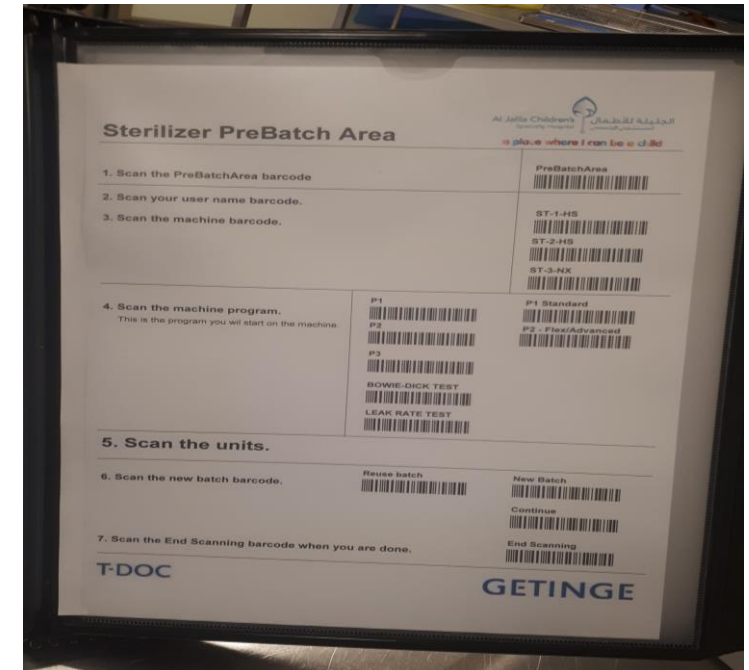 Sterilizer PreBatch Area
Al Jalila Children's
Specialty Hospital
الجليلة للأطفال
a place where I can be a child
1. Scan the PreBatchArea barcode
PreBatchArea
2. Scan your user name barcode.
3. Scan the machine barcode.
ST-1-HS
ST-2-HS
ST-3-NX
4. Scan the machine program.
This is the program you will start on the machine.
P1
P2
P3
BOWIE-DICK TEST
LEAK RATE TEST
P1 Standard
P2 - Flex/Advanced
5. Scan the units.
6. Scan the new batch barcode.
Reuse batch
New Batch
Continue
7. Scan the End Scanning barcode when you are done.
End Scanning
T-DOC
GETINGE